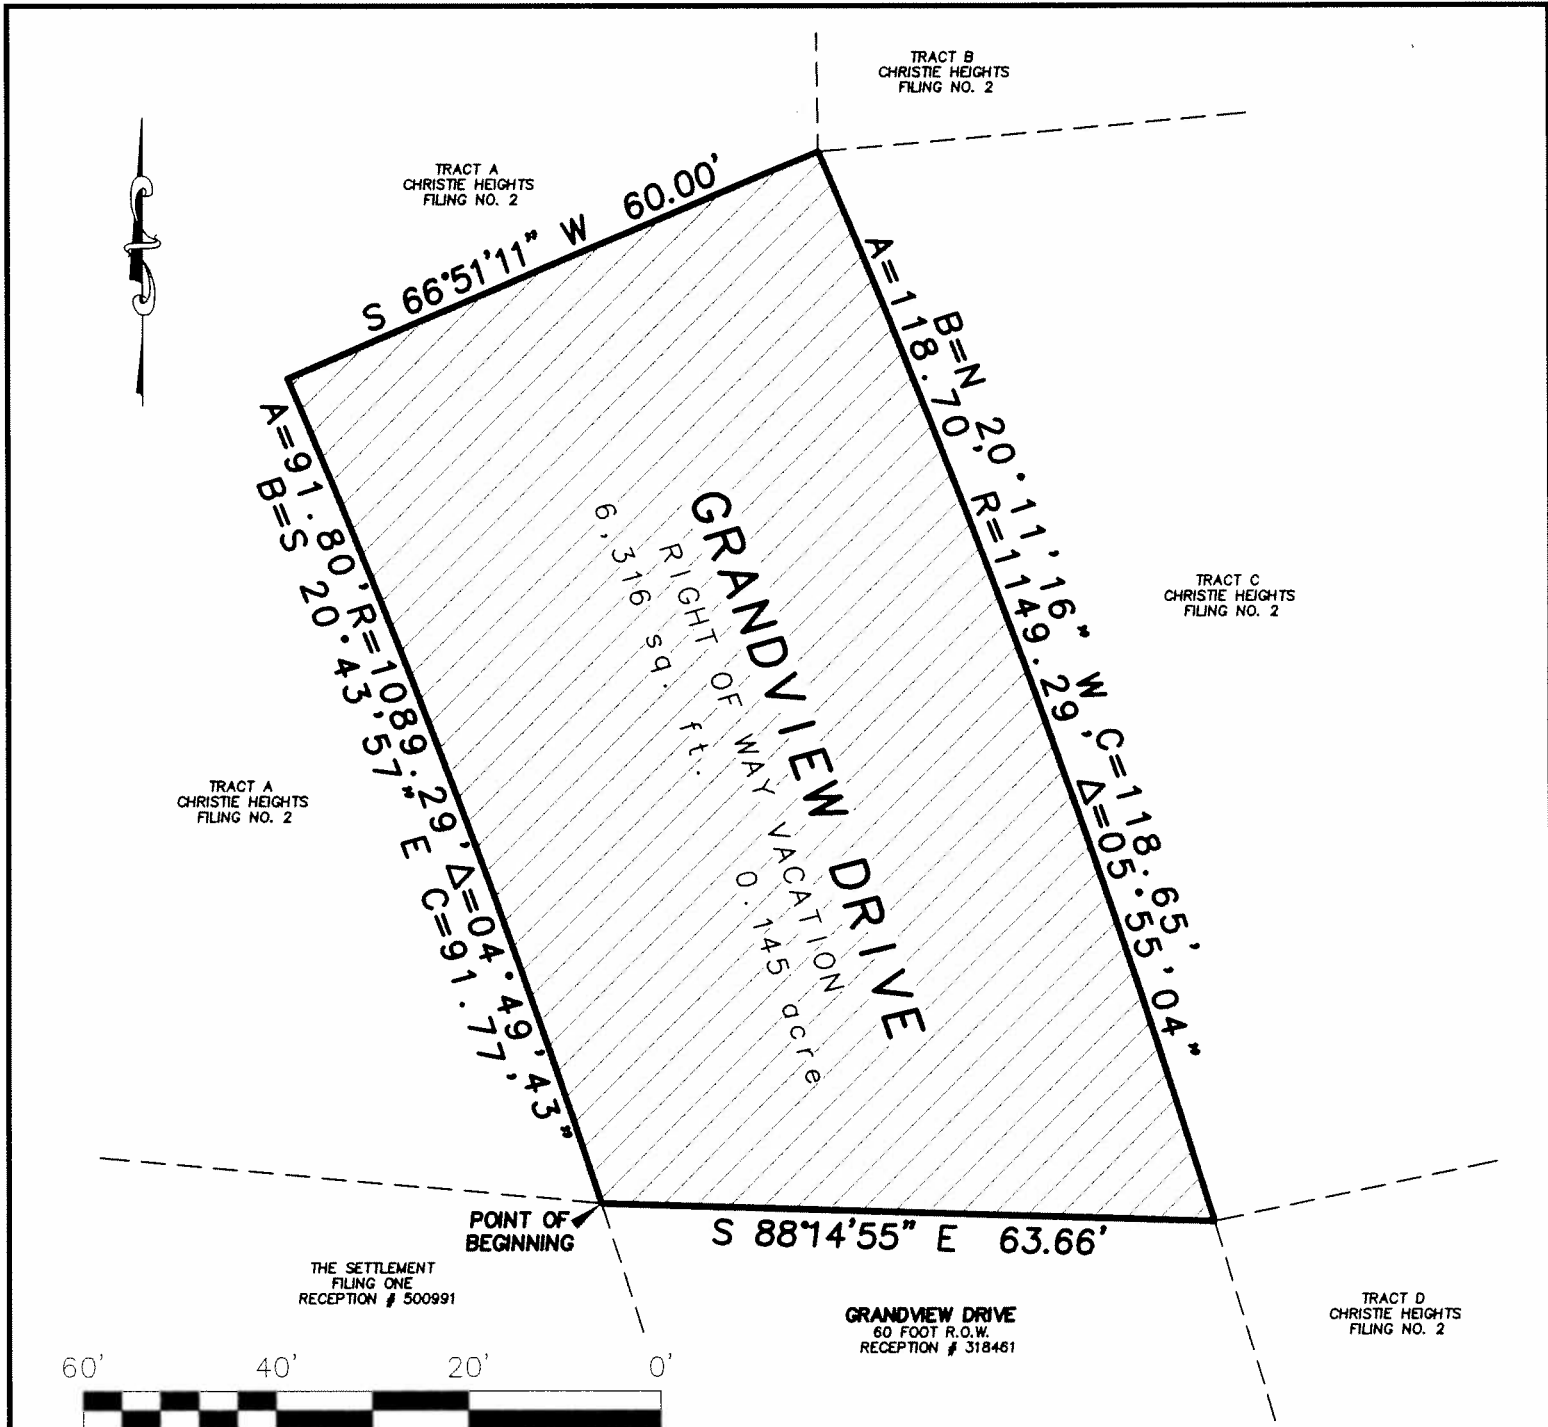 TRACT B
CHRISTIE HEIGHTS
FILING NO. 2
TRACT A
CHRISTIE HEIGHTS
FILING NO. 2
S 66°51'11" W 60.00'
A=118.70' R=1149.29' Δ=05°55'04"
B=N 20°11'16" W C=118.65'
A=91.80' R=1089.29' Δ=04°49'43"
B=S 20°43'57" E C=91.77'
GRANDVIEW DRIVE
RIGHT OF WAY VACATION
6,316 sq. ft. 0.145 acre
TRACT C
CHRISTIE HEIGHTS
FILING NO. 2
TRACT A
CHRISTIE HEIGHTS
FILING NO. 2
POINT OF
BEGINNING
S 88°14'55" E 63.66'
THE SETTLEMENT
FILING ONE
RECEPTION # 500991
GRANDVIEW DRIVE
60 FOOT R.O.W.
RECEPTION # 318461
TRACT D
CHRISTIE HEIGHTS
FILING NO. 2
60' 40' 20' 0'